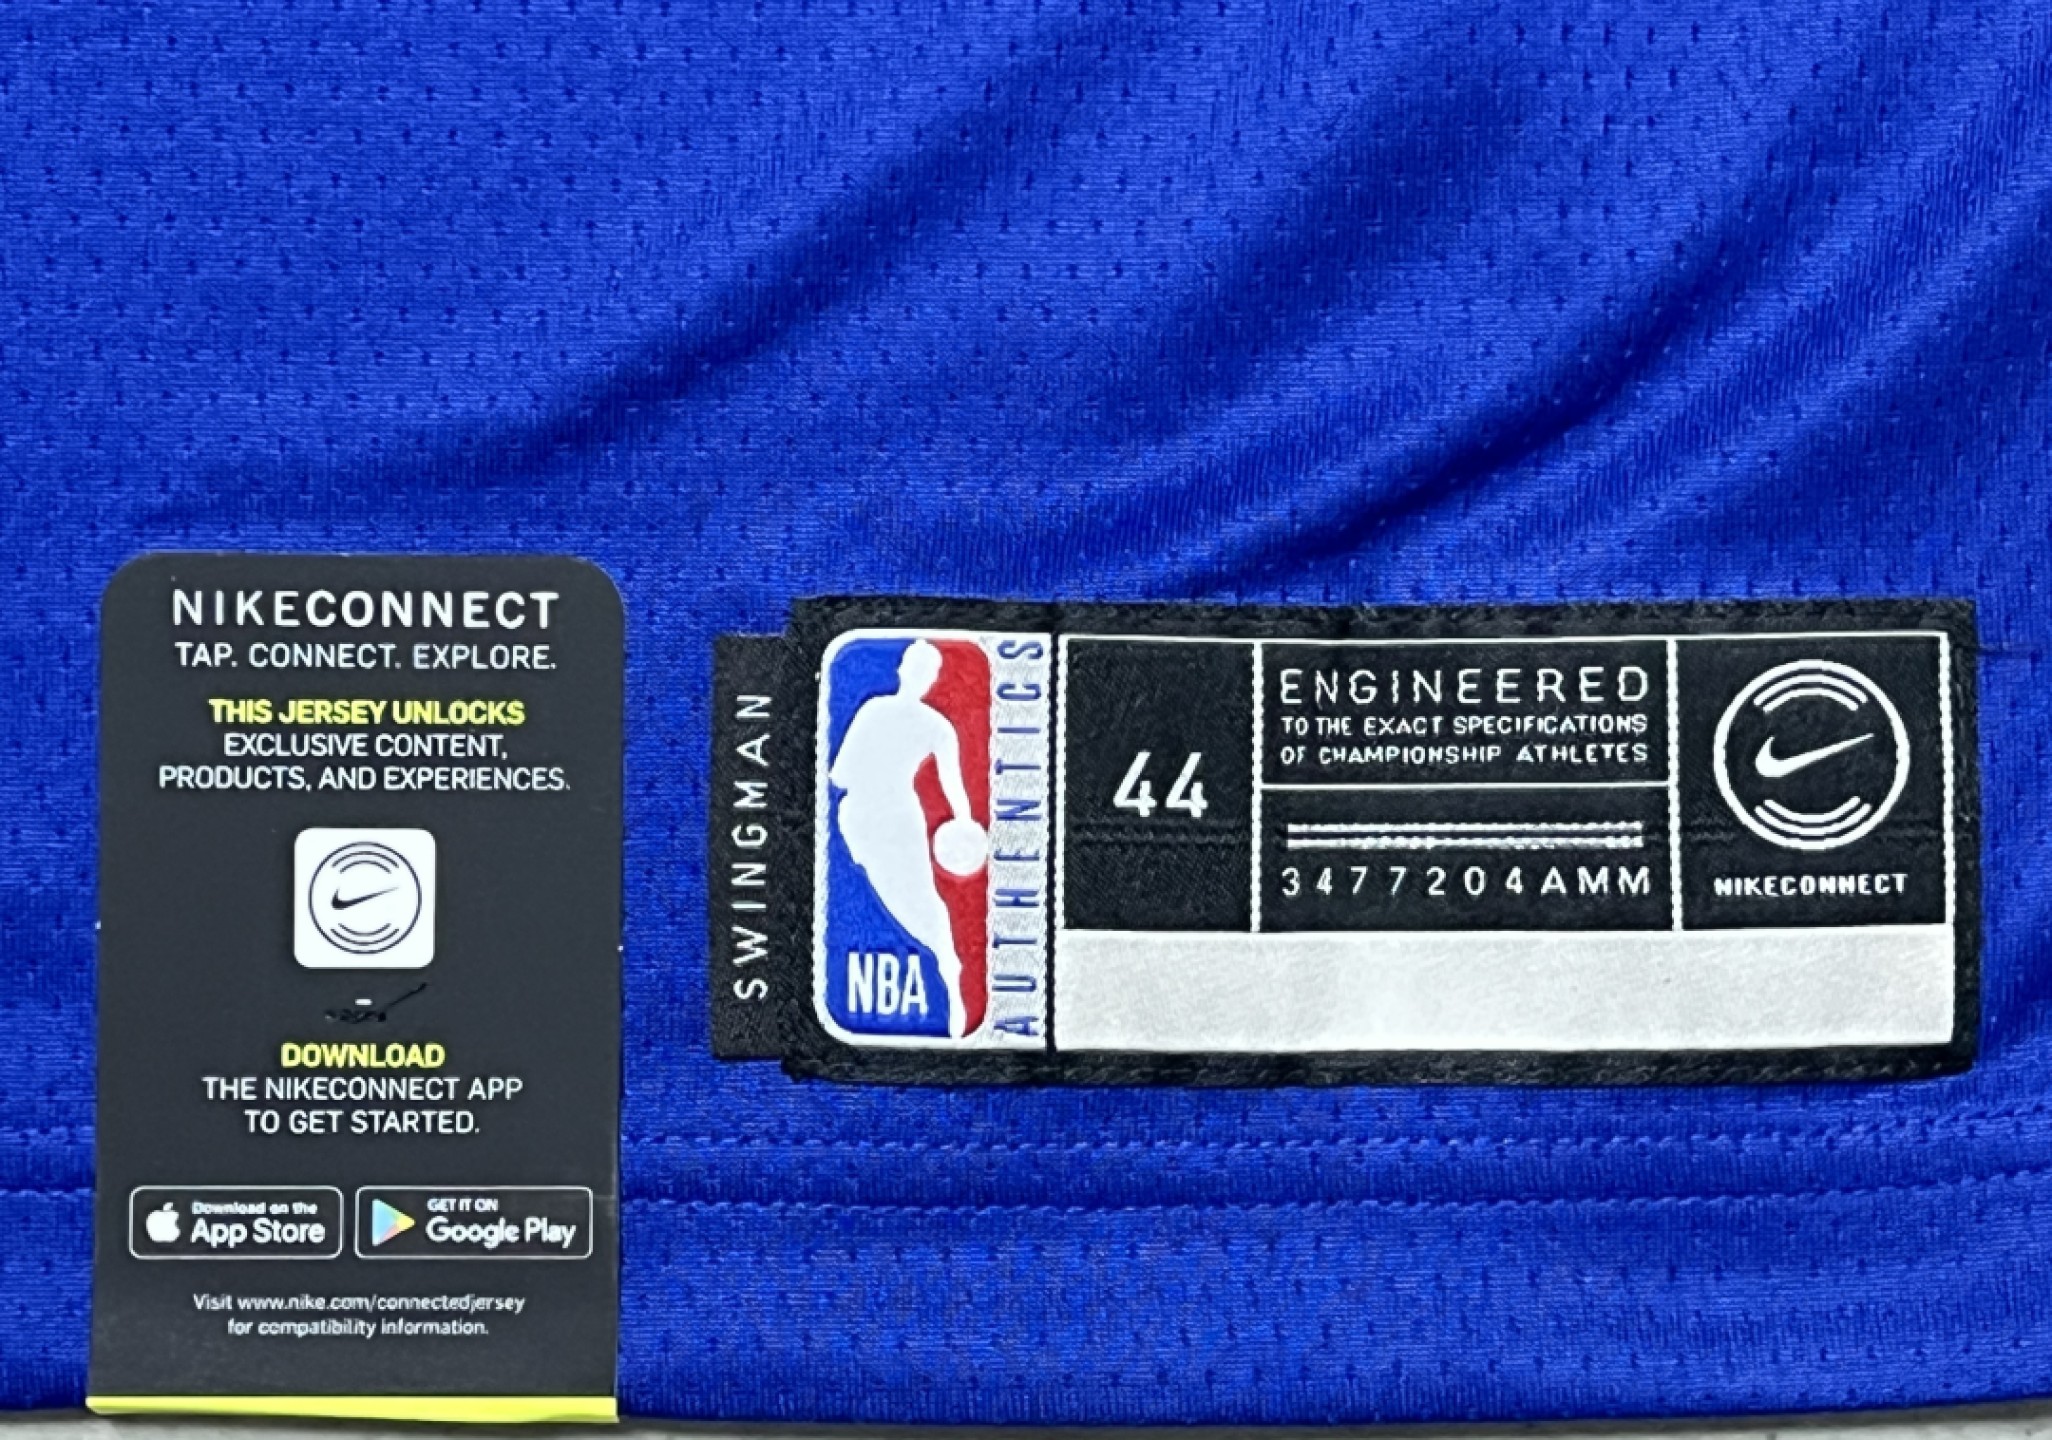 NIKECONNECT
TAP. CONNECT. EXPLORE.
THIS JERSEY UNLOCKS
EXCLUSIVE CONTENT,
PRODUCTS, AND EXPERIENCES.
DOWNLOAD
THE NIKECONNECT APP
TO GET STARTED.
Download on the
App Store
GET IT ON
Google Play
Visit www.nike.com/connectedjersey
for compatibility information.
SWINGMAN
NBA
AUTHENTICS
44
ENGINEERED
TO THE EXACT SPECIFICATIONS
OF CHAMPIONSHIP ATHLETES
3477204AMM
NIKECONNECT